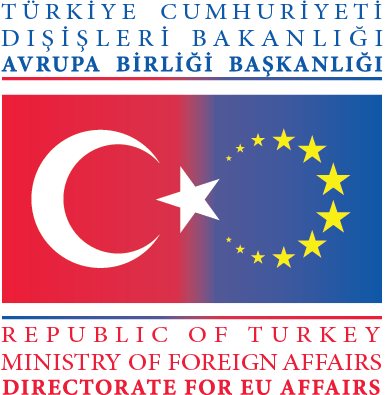 TÜRKİYE CUMHURİYETİ
DIŞİŞLERİ BAKANLIĞI
AVRUPA BİRLİĞİ BAŞKANLIĞI
REPUBLIC OF TURKEY
MINISTRY OF FOREIGN AFFAIRS
DIRECTORATE FOR EU AFFAIRS